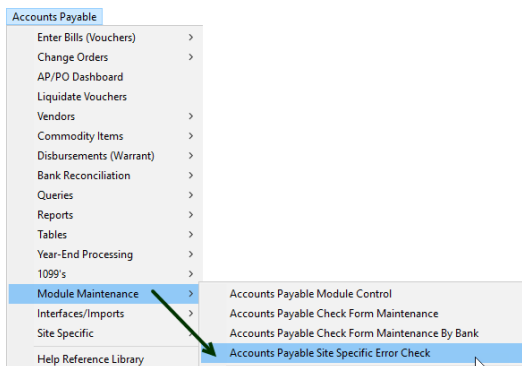 Accounts Payable
Enter Bills (Vouchers)
Change Orders
AP/PO Dashboard
Liquidate Vouchers
Vendors
Commodity Items
Disbursements (Warrant)
Bank Reconciliation
Queries
Reports
Tables
Year-End Processing
1099's
Module Maintenance
Interfaces/Imports
Site Specific
Help Reference Library
Accounts Payable Module Control
Accounts Payable Check Form Maintenance
Accounts Payable Check Form Maintenance By Bank
Accounts Payable Site Specific Error Check